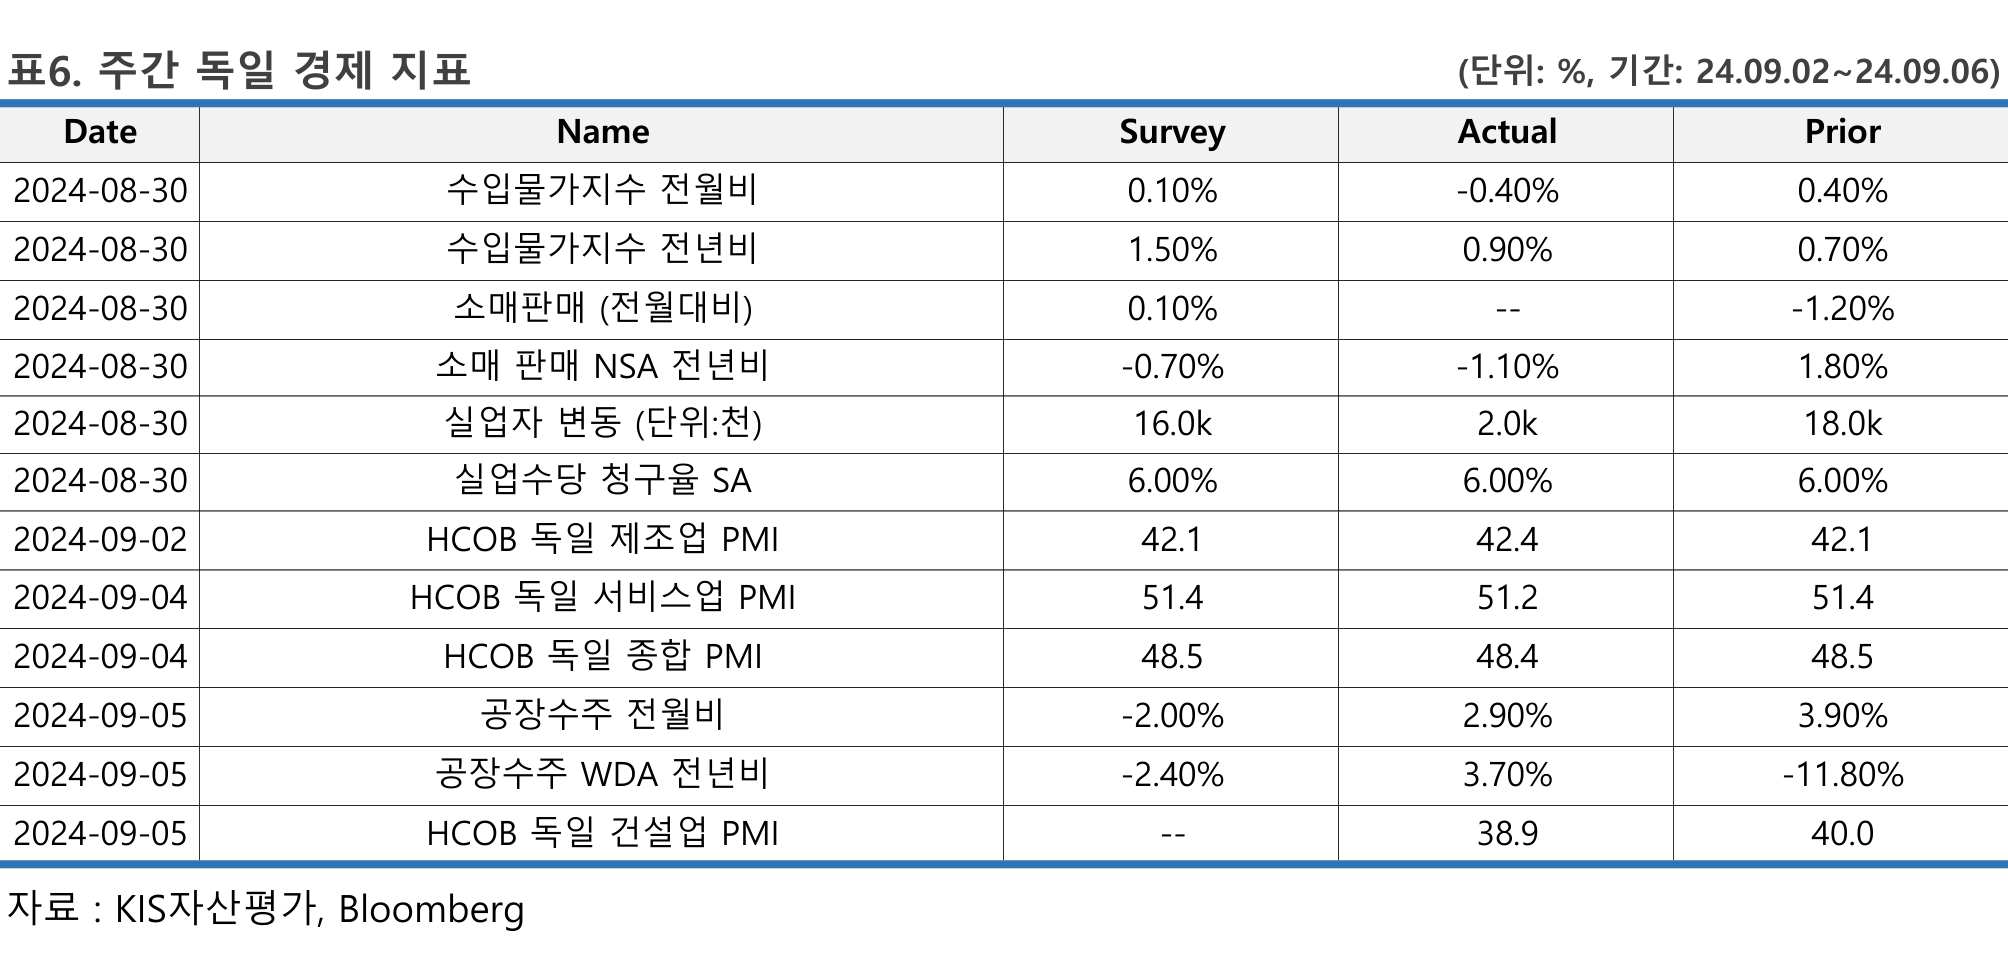 표6. 주간 독일 경제 지표 (단위: %, 기간: 24.09.02~24.09.06)
Date Name Survey Actual Prior
2024-08-30 수입물가지수 전월비 0.10% -0.40% 0.40%
2024-08-30 수입물가지수 전년비 1.50% 0.90% 0.70%
2024-08-30 소매판매 (전월대비) 0.10% -- -1.20%
2024-08-30 소매 판매 NSA 전년비 -0.70% -1.10% 1.80%
2024-08-30 실업자 변동 (단위:천) 16.0k 2.0k 18.0k
2024-08-30 실업수당 청구율 SA 6.00% 6.00% 6.00%
2024-09-02 HCOB 독일 제조업 PMI 42.1 42.4 42.1
2024-09-04 HCOB 독일 서비스업 PMI 51.4 51.2 51.4
2024-09-04 HCOB 독일 종합 PMI 48.5 48.4 48.5
2024-09-05 공장수주 전월비 -2.00% 2.90% 3.90%
2024-09-05 공장수주 WDA 전년비 -2.40% 3.70% -11.80%
2024-09-05 HCOB 독일 건설업 PMI -- 38.9 40.0
자료 : KIS자산평가, Bloomberg